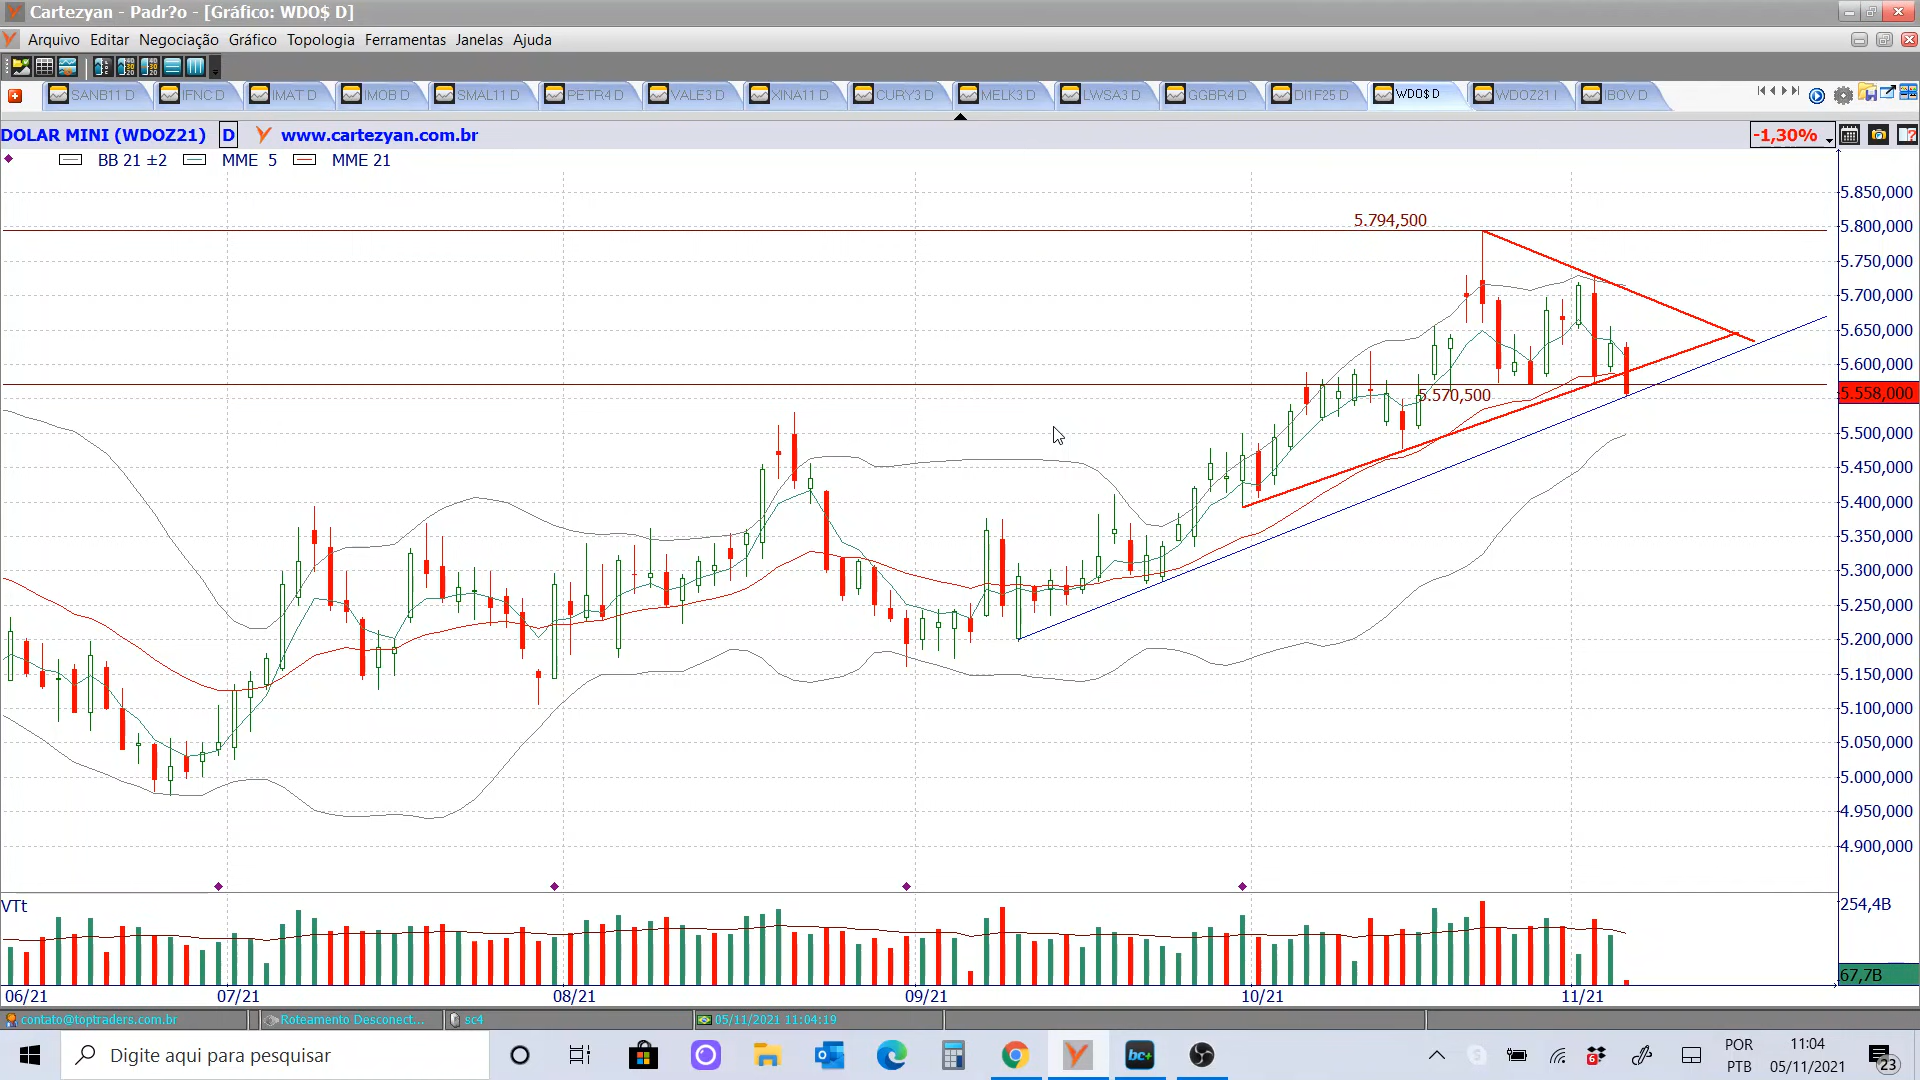 Cartezyan - Padr?o - [Gráfico: WDO$ D]
Arquivo Editar Negociação Gráfico Topologia Ferramentas Janelas Ajuda
SANB11 D IFNC D IMAT D IMOB D SMAL11 D PETR4 D VALE3 D XINA11 D CURY3 D MELK3 D LWSA3 D GGBR4 D DI1F25 D WDO$ D WDOZ21 I IBOV D
DOLAR MINI (WDOZ21) D www.cartezyan.com.br -1,30%
BB 21 ±2 MME 5 MME 21
5.850,000
5.794,500
5.800,000
5.750,000
5.700,000
5.650,000
5.600,000
5.570,500
5.558,000
5.500,000
5.450,000
5.400,000
5.350,000
5.300,000
5.250,000
5.200,000
5.150,000
5.100,000
5.050,000
5.000,000
4.950,000
4.900,000
VTt
254,4B
67,7B
06/21 07/21 08/21 09/21 10/21 11/21
contato@toptraders.com.br Roteamento Desconect... sc4 05/11/2021 11:04:19
Digite aqui para pesquisar
bc+
6
POR
PTB
11:04
05/11/2021
23